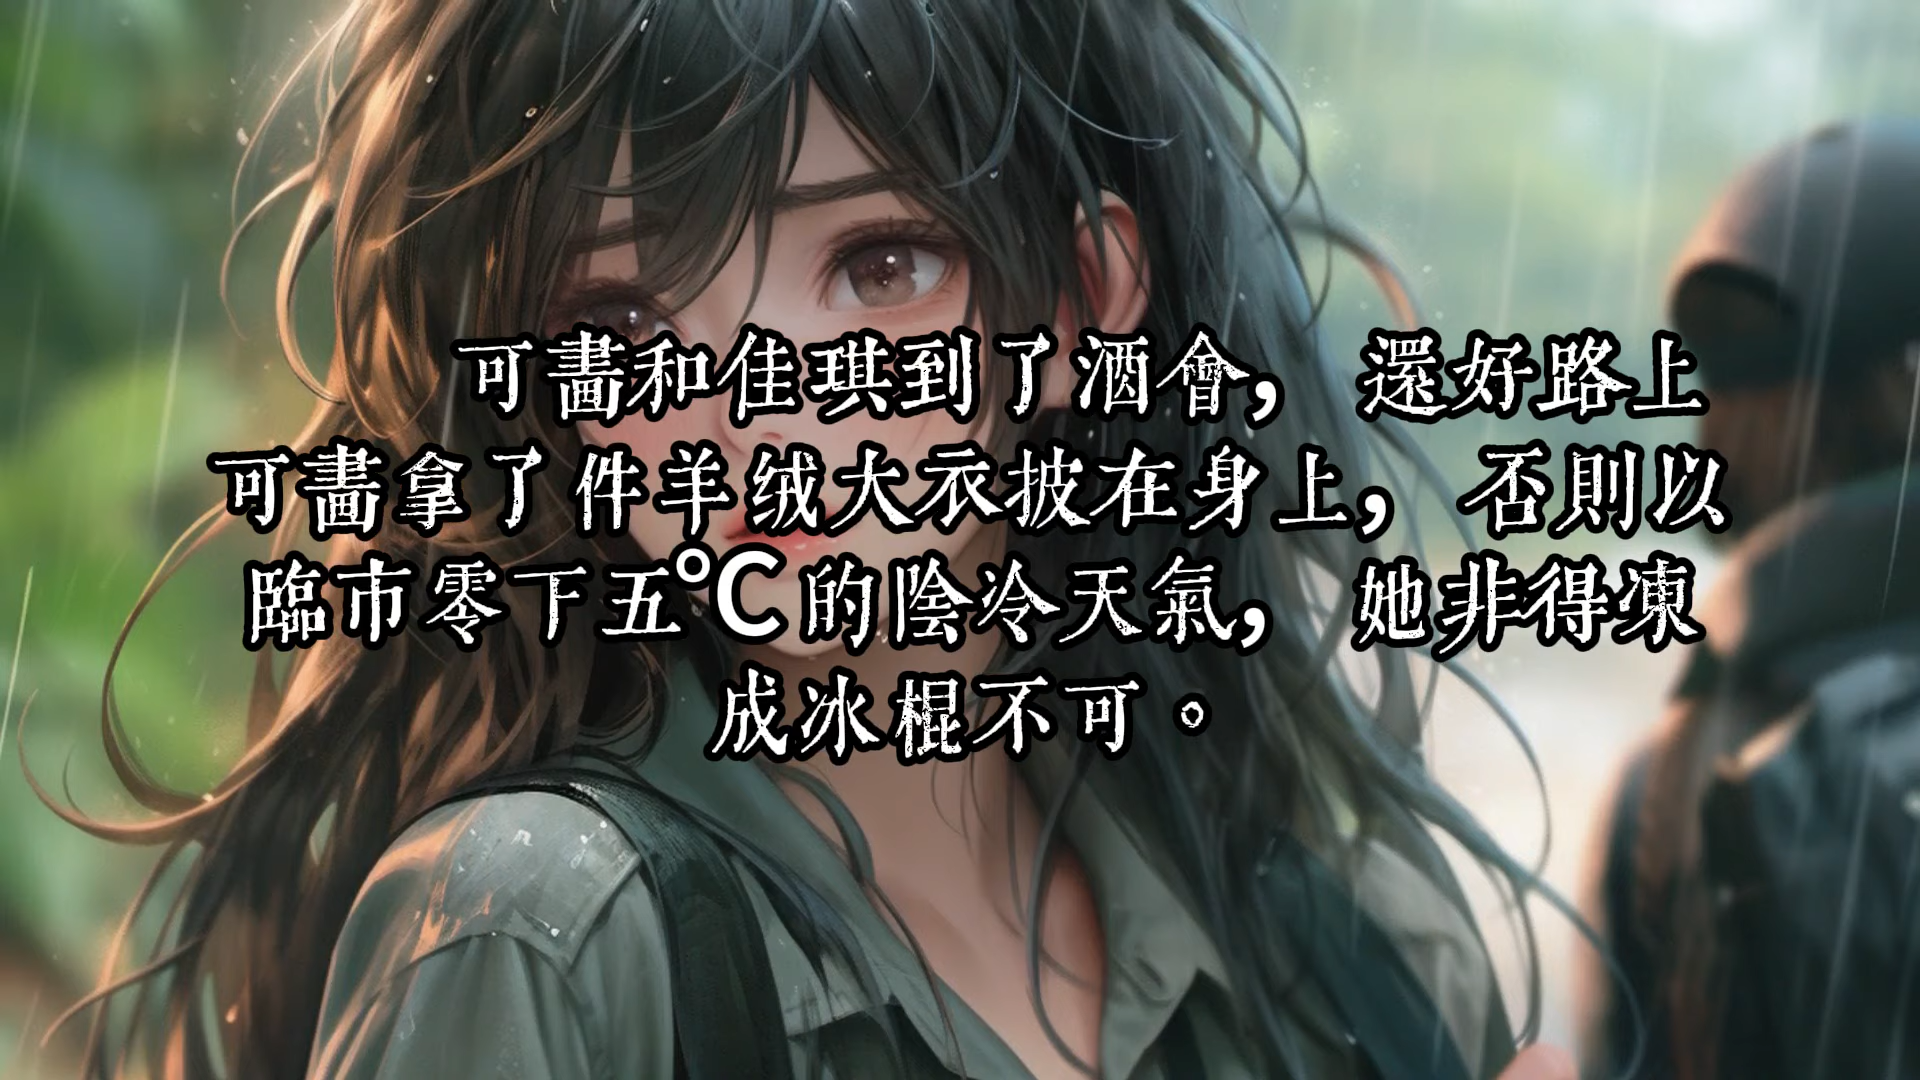 可畵和佳琪到了酒會，還好路上
可畵拿了件羊绒大衣披在身上，否則以
臨市零下五℃的陰冷天氣，她非得凍
成冰棍不可。